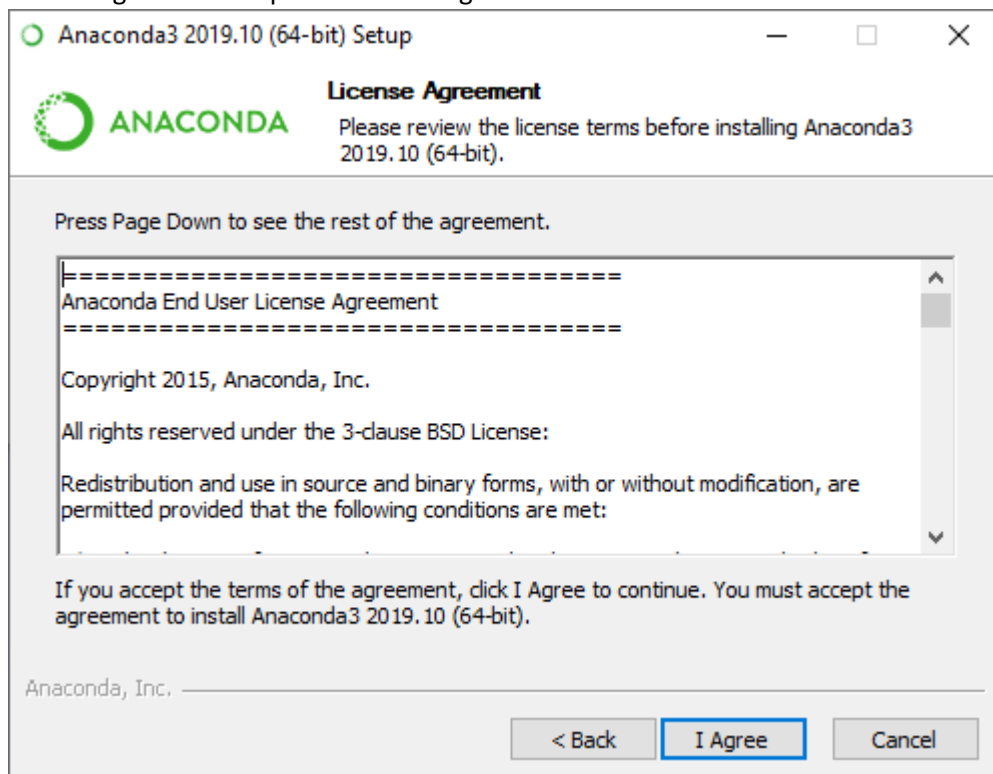 Anaconda3 2019.10 (64-bit) Setup
ANACONDA
License Agreement
Please review the license terms before installing Anaconda3
2019.10 (64-bit).
Press Page Down to see the rest of the agreement.
===================================
Anaconda End User License Agreement
===================================
Copyright 2015, Anaconda, Inc.
All rights reserved under the 3-clause BSD License:
Redistribution and use in source and binary forms, with or without modification, are
permitted provided that the following conditions are met:
If you accept the terms of the agreement, click I Agree to continue. You must accept the
agreement to install Anaconda3 2019.10 (64-bit).
Anaconda, Inc.
< Back
I Agree
Cancel